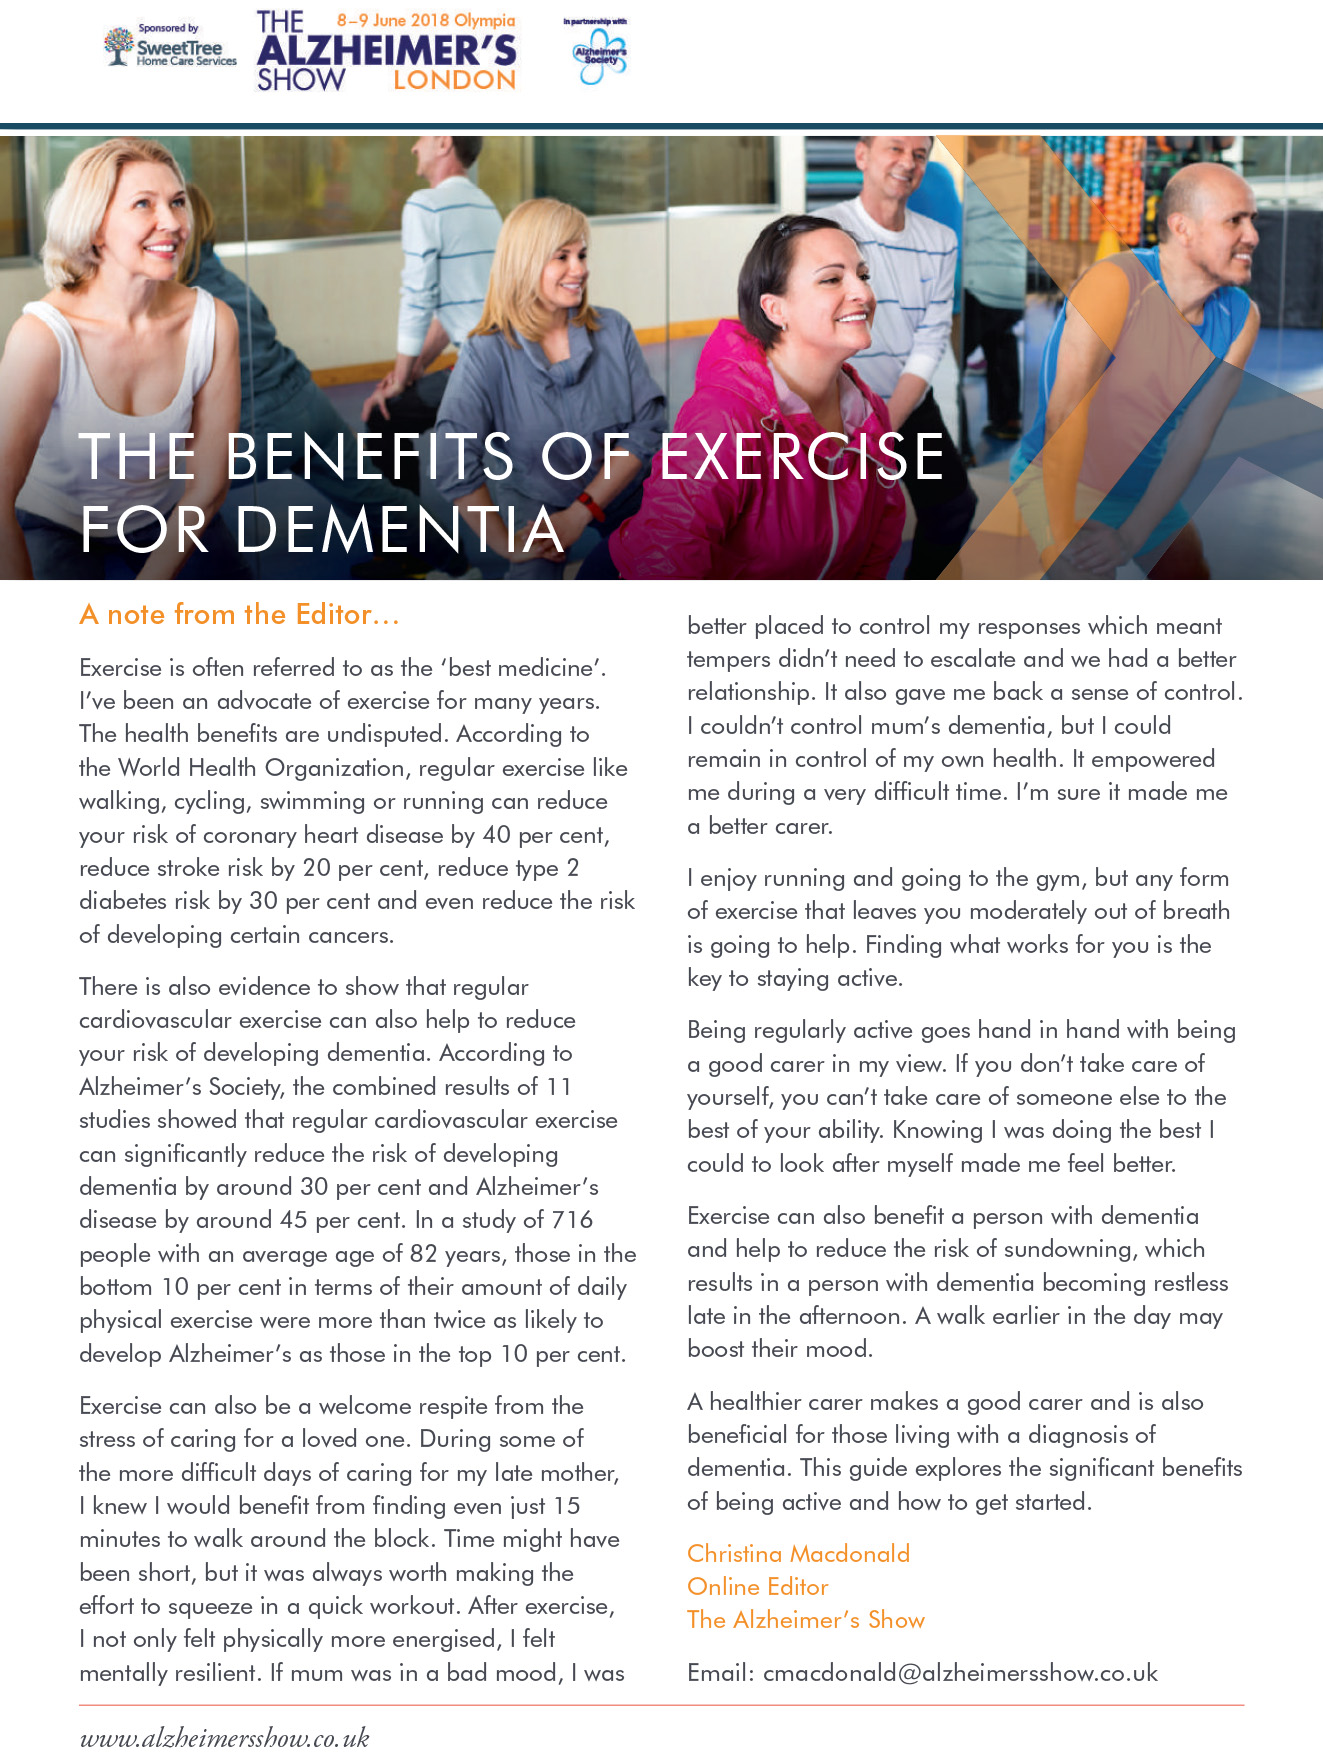 Sponsored by
SweetTree
Home Care Services
THE
8–9 June 2018 Olympia
ALZHEIMER'S
SHOW
LONDON
In partnership with
Alzheimer's
Society
THE BENEFITS OF EXERCISE
FOR DEMENTIA
A note from the Editor…
Exercise is often referred to as the ‘best medicine’.
I’ve been an advocate of exercise for many years.
The health benefits are undisputed. According to
the World Health Organization, regular exercise like
walking, cycling, swimming or running can reduce
your risk of coronary heart disease by 40 per cent,
reduce stroke risk by 20 per cent, reduce type 2
diabetes risk by 30 per cent and even reduce the risk
of developing certain cancers.
There is also evidence to show that regular
cardiovascular exercise can also help to reduce
your risk of developing dementia. According to
Alzheimer’s Society, the combined results of 11
studies showed that regular cardiovascular exercise
can significantly reduce the risk of developing
dementia by around 30 per cent and Alzheimer’s
disease by around 45 per cent. In a study of 716
people with an average age of 82 years, those in the
bottom 10 per cent in terms of their amount of daily
physical exercise were more than twice as likely to
develop Alzheimer’s as those in the top 10 per cent.
Exercise can also be a welcome respite from the
stress of caring for a loved one. During some of
the more difficult days of caring for my late mother,
I knew I would benefit from finding even just 15
minutes to walk around the block. Time might have
been short, but it was always worth making the
effort to squeeze in a quick workout. After exercise,
I not only felt physically more energised, I felt
mentally resilient. If mum was in a bad mood, I was
better placed to control my responses which meant
tempers didn’t need to escalate and we had a better
relationship. It also gave me back a sense of control.
I couldn’t control mum’s dementia, but I could
remain in control of my own health. It empowered
me during a very difficult time. I’m sure it made me
a better carer.
I enjoy running and going to the gym, but any form
of exercise that leaves you moderately out of breath
is going to help. Finding what works for you is the
key to staying active.
Being regularly active goes hand in hand with being
a good carer in my view. If you don’t take care of
yourself, you can’t take care of someone else to the
best of your ability. Knowing I was doing the best I
could to look after myself made me feel better.
Exercise can also benefit a person with dementia
and help to reduce the risk of sundowning, which
results in a person with dementia becoming restless
late in the afternoon. A walk earlier in the day may
boost their mood.
A healthier carer makes a good carer and is also
beneficial for those living with a diagnosis of
dementia. This guide explores the significant benefits
of being active and how to get started.
Christina Macdonald
Online Editor
The Alzheimer’s Show
Email: cmacdonald@alzheimersshow.co.uk
www.alzheimersshow.co.uk